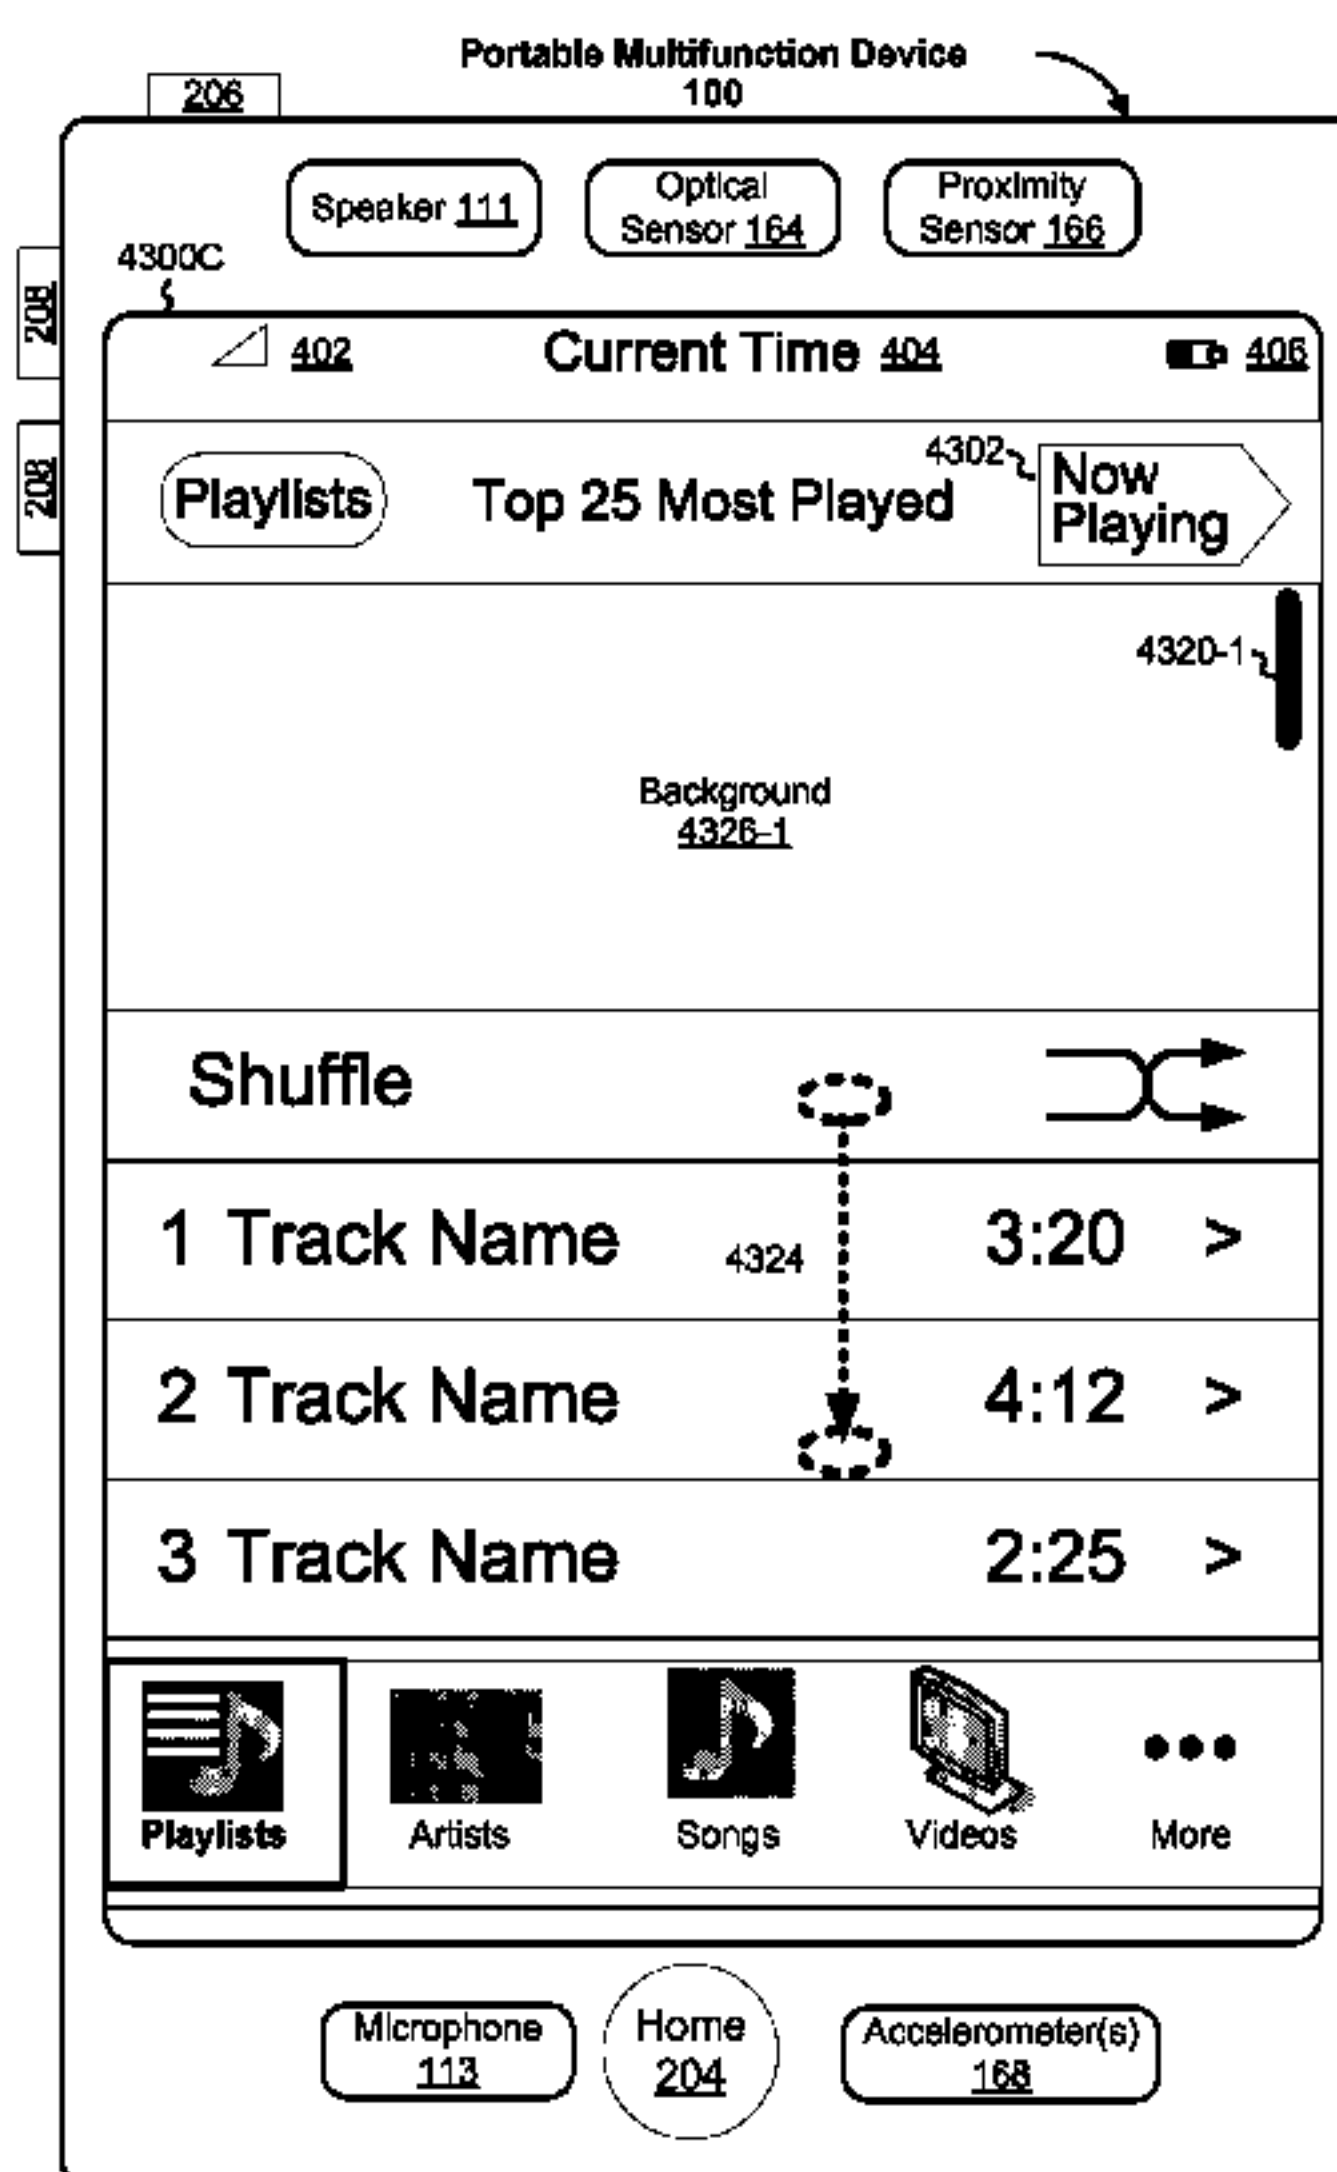 Portable Multifunction Device
100
206
Speaker 111
Optical
Sensor 164
Proximity
Sensor 166
4300C
208
402
Current Time 404
406
208
Playlists
Top 25 Most Played
4302
Now
Playing
4320-1
Background
4326-1
Shuffle
1 Track Name 3:20 >
4324
2 Track Name 4:12 >
3 Track Name 2:25 >
Playlists
Artists
Songs
Videos
More
Microphone
113
Home
204
Accelerometer(s)
168